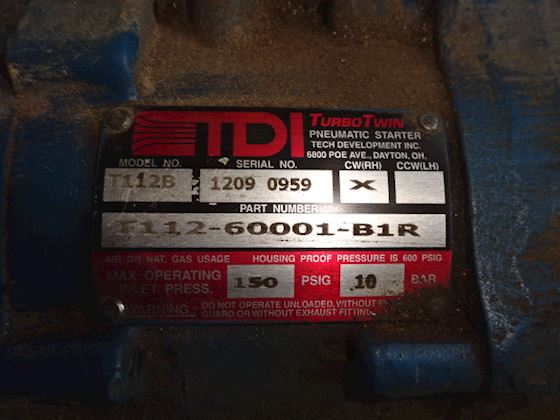 TDI TURBOTWIN
PNEUMATIC STARTER
TECH DEVELOPMENT INC.
6800 POE AVE., DAYTON, OH.
MODEL NO. SERIAL NO. CW(RH) CCW(LH)
T112B 1209 0959 X
PART NUMBER
T112-60001-B1R
AIR OR NAT. GAS USAGE HOUSING PROOF PRESSURE IS 600 PSIG
MAX OPERATING INLET PRESS. 150 PSIG 10 BAR
WARNING: DO NOT OPERATE UNLOADED, WITHOUT
GUARD OR WITHOUT EXHAUST FITTING